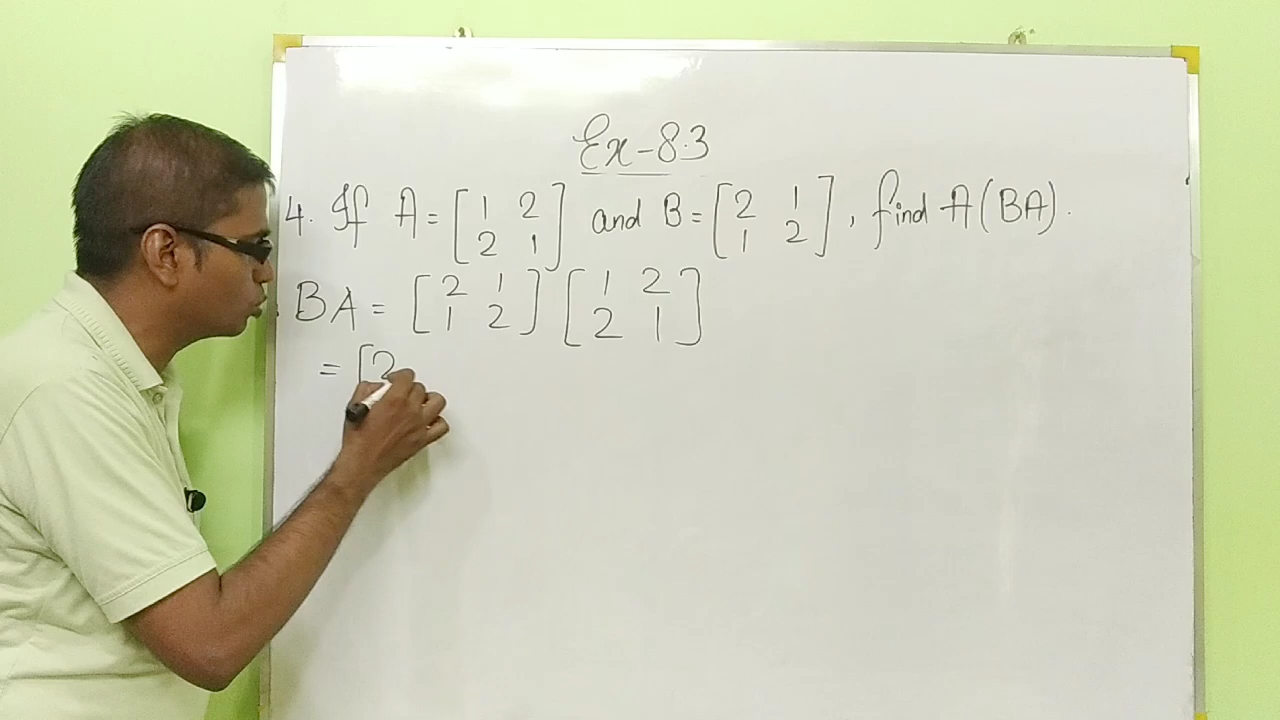 Ex-8.3
4. If A = [1 2 2 1] and B = [2 1 1 2], find A(BA).
BA = [2 1 1 2] [1 2 2 1]
= [2